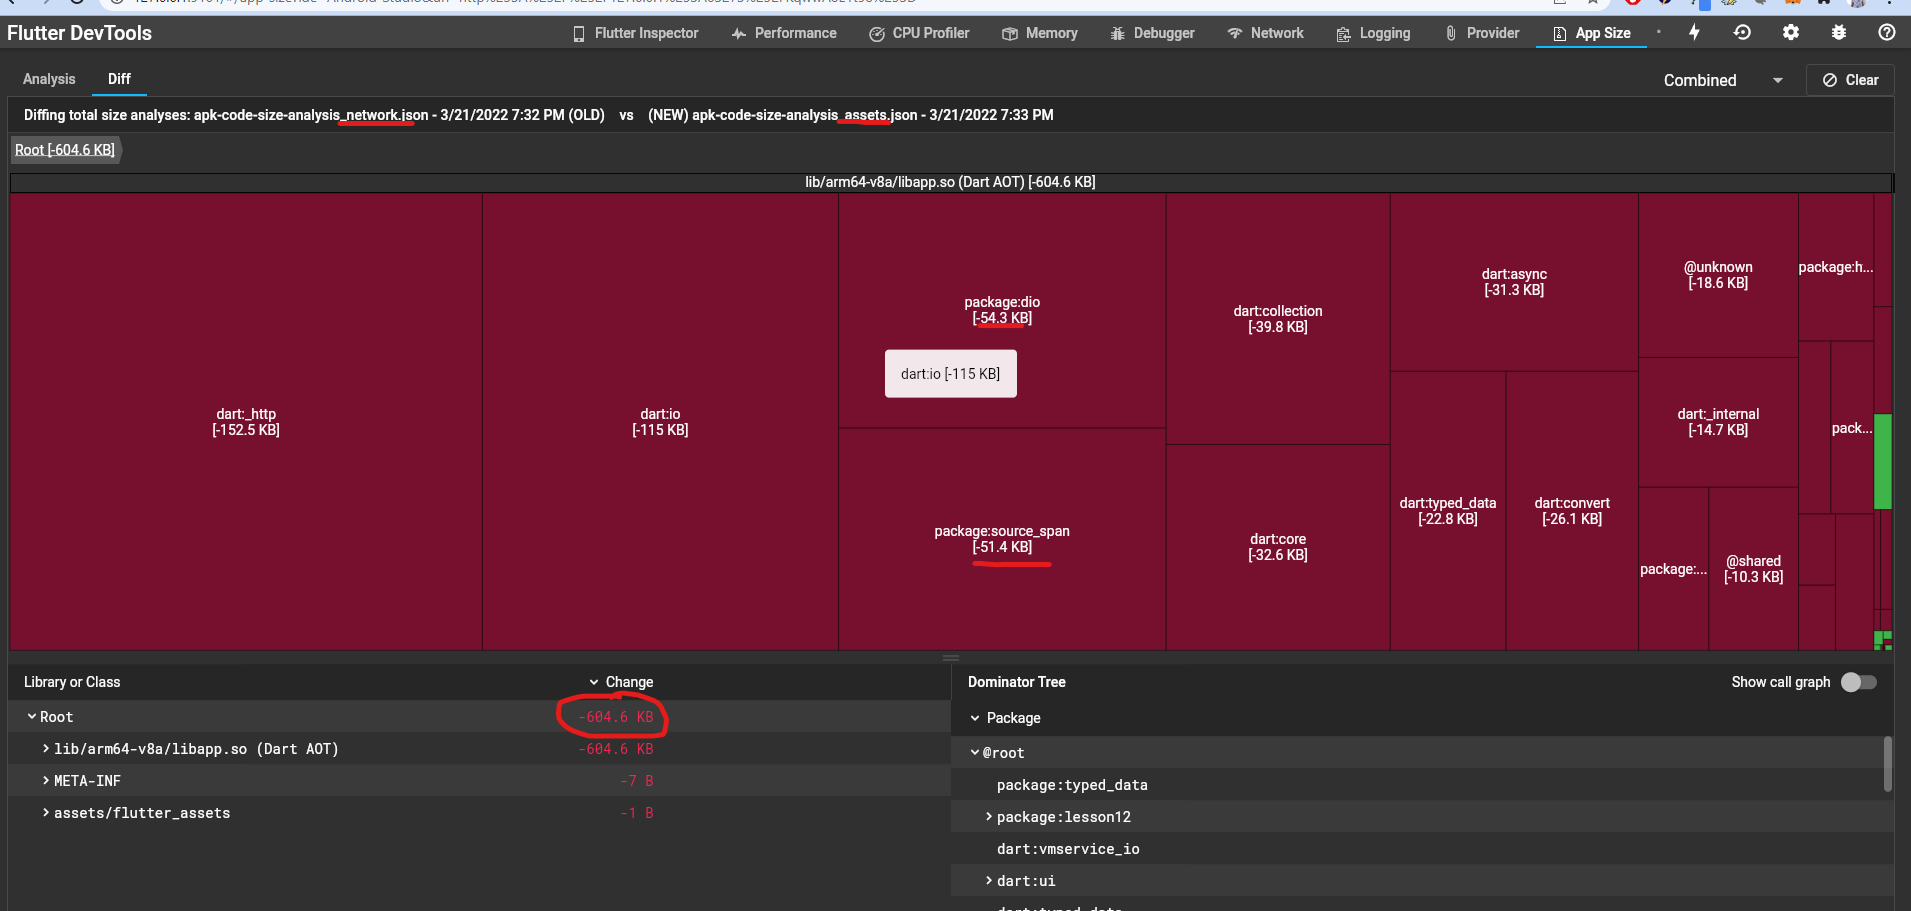 Flutter DevTools
Flutter Inspector
Performance
CPU Profiler
Memory
Debugger
Network
Logging
Provider
App Size
Analysis
Diff
Combined
Clear
Diffing total size analyses: apk-code-size-analysis_network.json - 3/21/2022 7:32 PM (OLD) vs (NEW) apk-code-size-analysis_assets.json - 3/21/2022 7:33 PM
Root [-604.6 KB]
lib/arm64-v8a/libapp.so (Dart AOT) [-604.6 KB]
dart:_http
[-152.5 KB]
dart:io
[-115 KB]
package:dio
[-54.3 KB]
dart:io [-115 KB]
package:source_span
[-51.4 KB]
dart:collection
[-39.8 KB]
dart:core
[-32.6 KB]
dart:async
[-31.3 KB]
dart:typed_data
[-22.8 KB]
dart:convert
[-26.1 KB]
@unknown
[-18.6 KB]
dart:_internal
[-14.7 KB]
package:...
@shared
[-10.3 KB]
package:h...
pack...
Library or Class
Change
Root
-604.6 KB
lib/arm64-v8a/libapp.so (Dart AOT)
-604.6 KB
META-INF
-7 B
assets/flutter_assets
-1 B
Dominator Tree
Show call graph
Package
@root
package:typed_data
package:lesson12
dart:vmservice_io
dart:ui